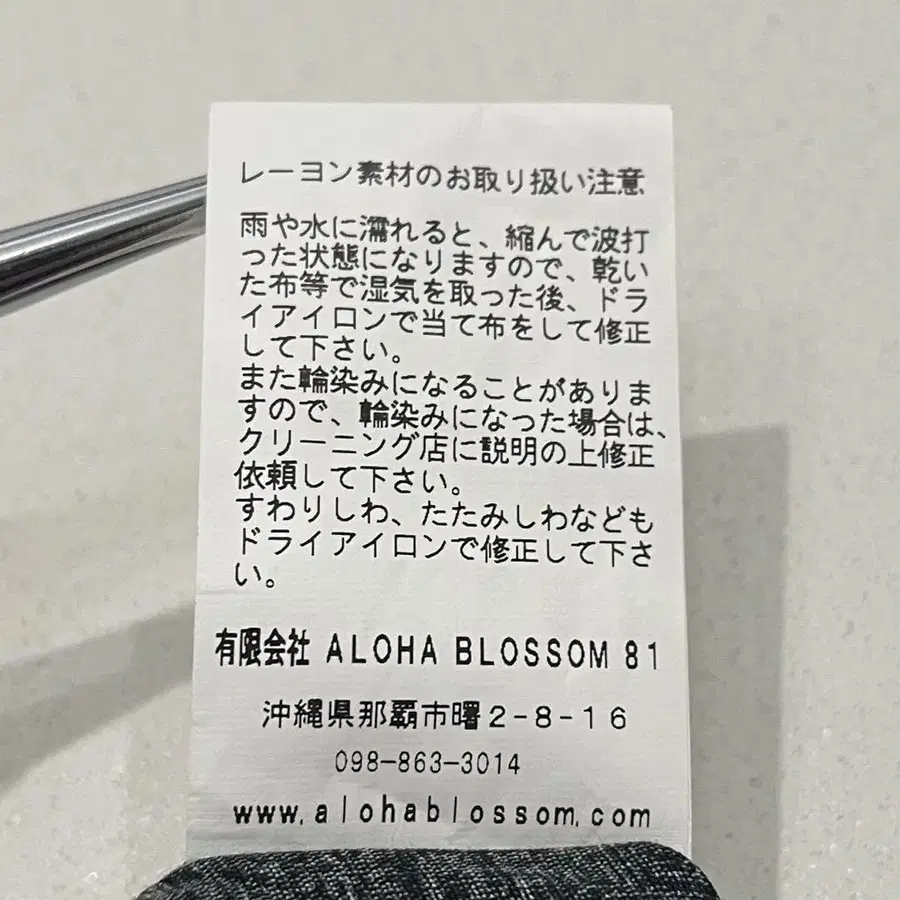 レーヨン素材のお取り扱い注意
雨や水に濡れると、縮んで波打
った状態になりますので、乾い
た布等で湿気を取った後、ドラ
イアイロンで当て布をして修正
して下さい。
また輪染みになることがありま
すので、輪染みになった場合は、
クリーニング店に説明の上修正
依頼して下さい。
すわりしわ、たたみしわなども
ドライアイロンで修正して下さ
い。
有限会社 ALOHA BLOSSOM 81
沖縄県那覇市曙2-8-16
098-863-3014
www.alohablossom.com